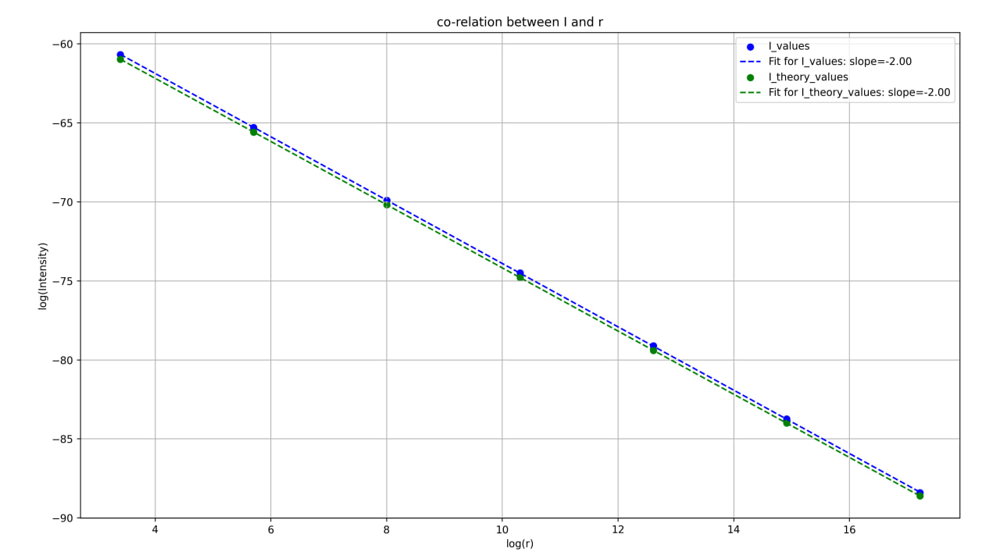 co-relation between I and r
I_values
Fit for I_values: slope=-2.00
I_theory_values
Fit for I_theory_values: slope=-2.00
−60
−65
−70
−75
−80
−85
−90
log(Intensity)
4 6 8 10 12 14 16
log(r)